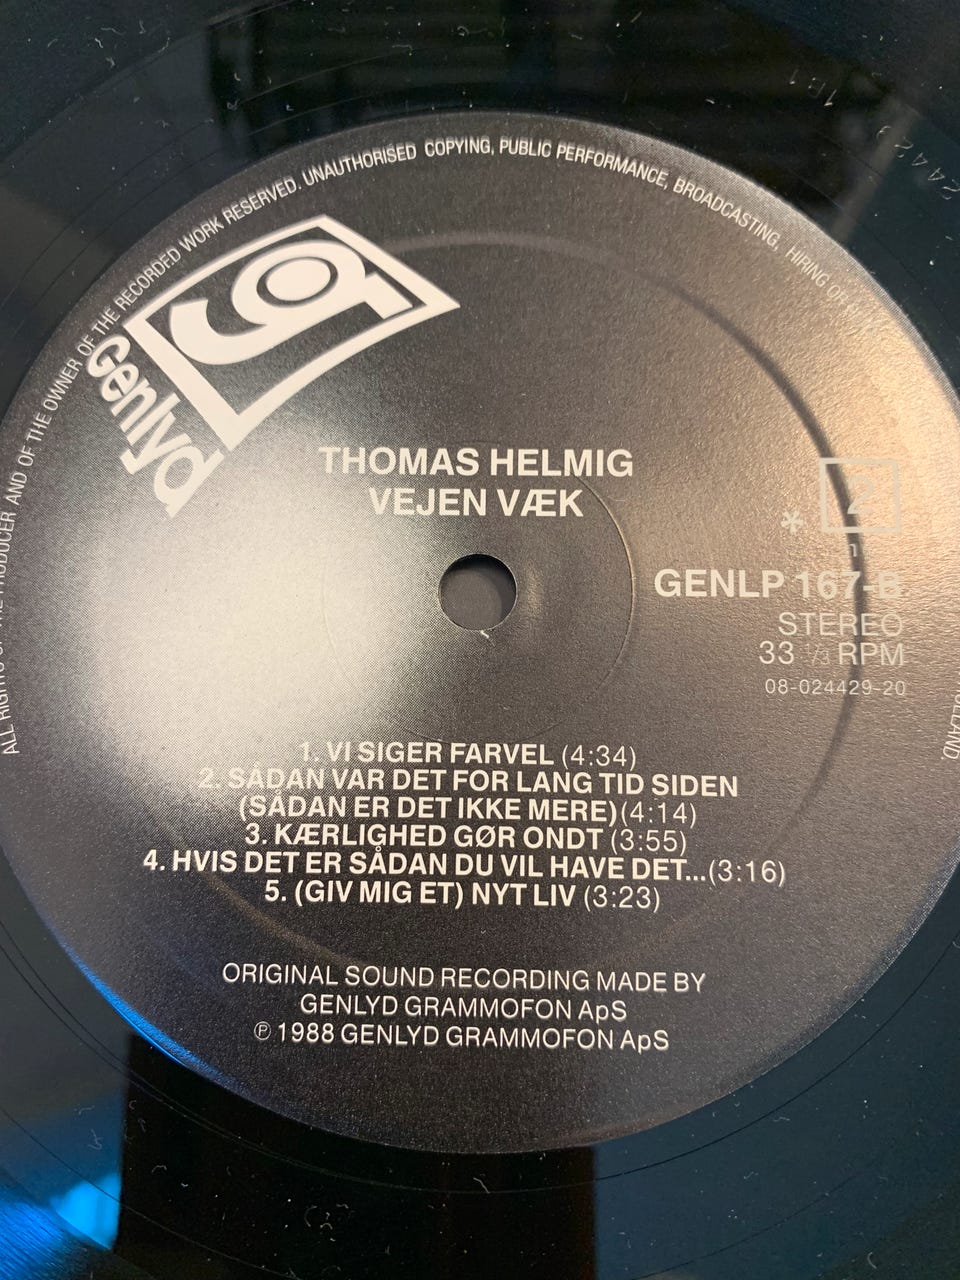 ALL RIGHTS OF THE PRODUCER AND OF THE OWNER OF THE RECORDED WORK RESERVED. UNAUTHORISED COPYING, PUBLIC PERFORMANCE, BROADCASTING, HIRING OR
g
Genlyd
THOMAS HELMIG
VEJEN VÆK
2
*
n
GENLP 167-B
STEREO
33 1/3 RPM
08-024429-20
1. VI SIGER FARVEL (4:34)
2. SÅDAN VAR DET FOR LANG TID SIDEN
(SÅDAN ER DET IKKE MERE) (4:14)
3. KÆRLIGHED GØR ONDT (3:55)
4. HVIS DET ER SÅDAN DU VIL HAVE DET... (3:16)
5. (GIV MIG ET) NYT LIV (3:23)
ORIGINAL SOUND RECORDING MADE BY
GENLYD GRAMMOFON ApS
℗ 1988 GENLYD GRAMMOFON ApS